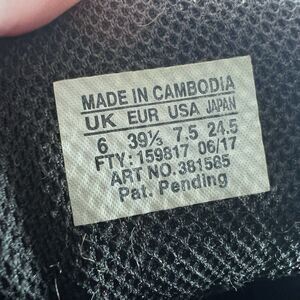 MADE IN CAMBODIA
UK EUR USA JAPAN
6 39⅓ 7.5 24.5
FTY: 159817 06/17
ART NO.381585
Pat. Pending